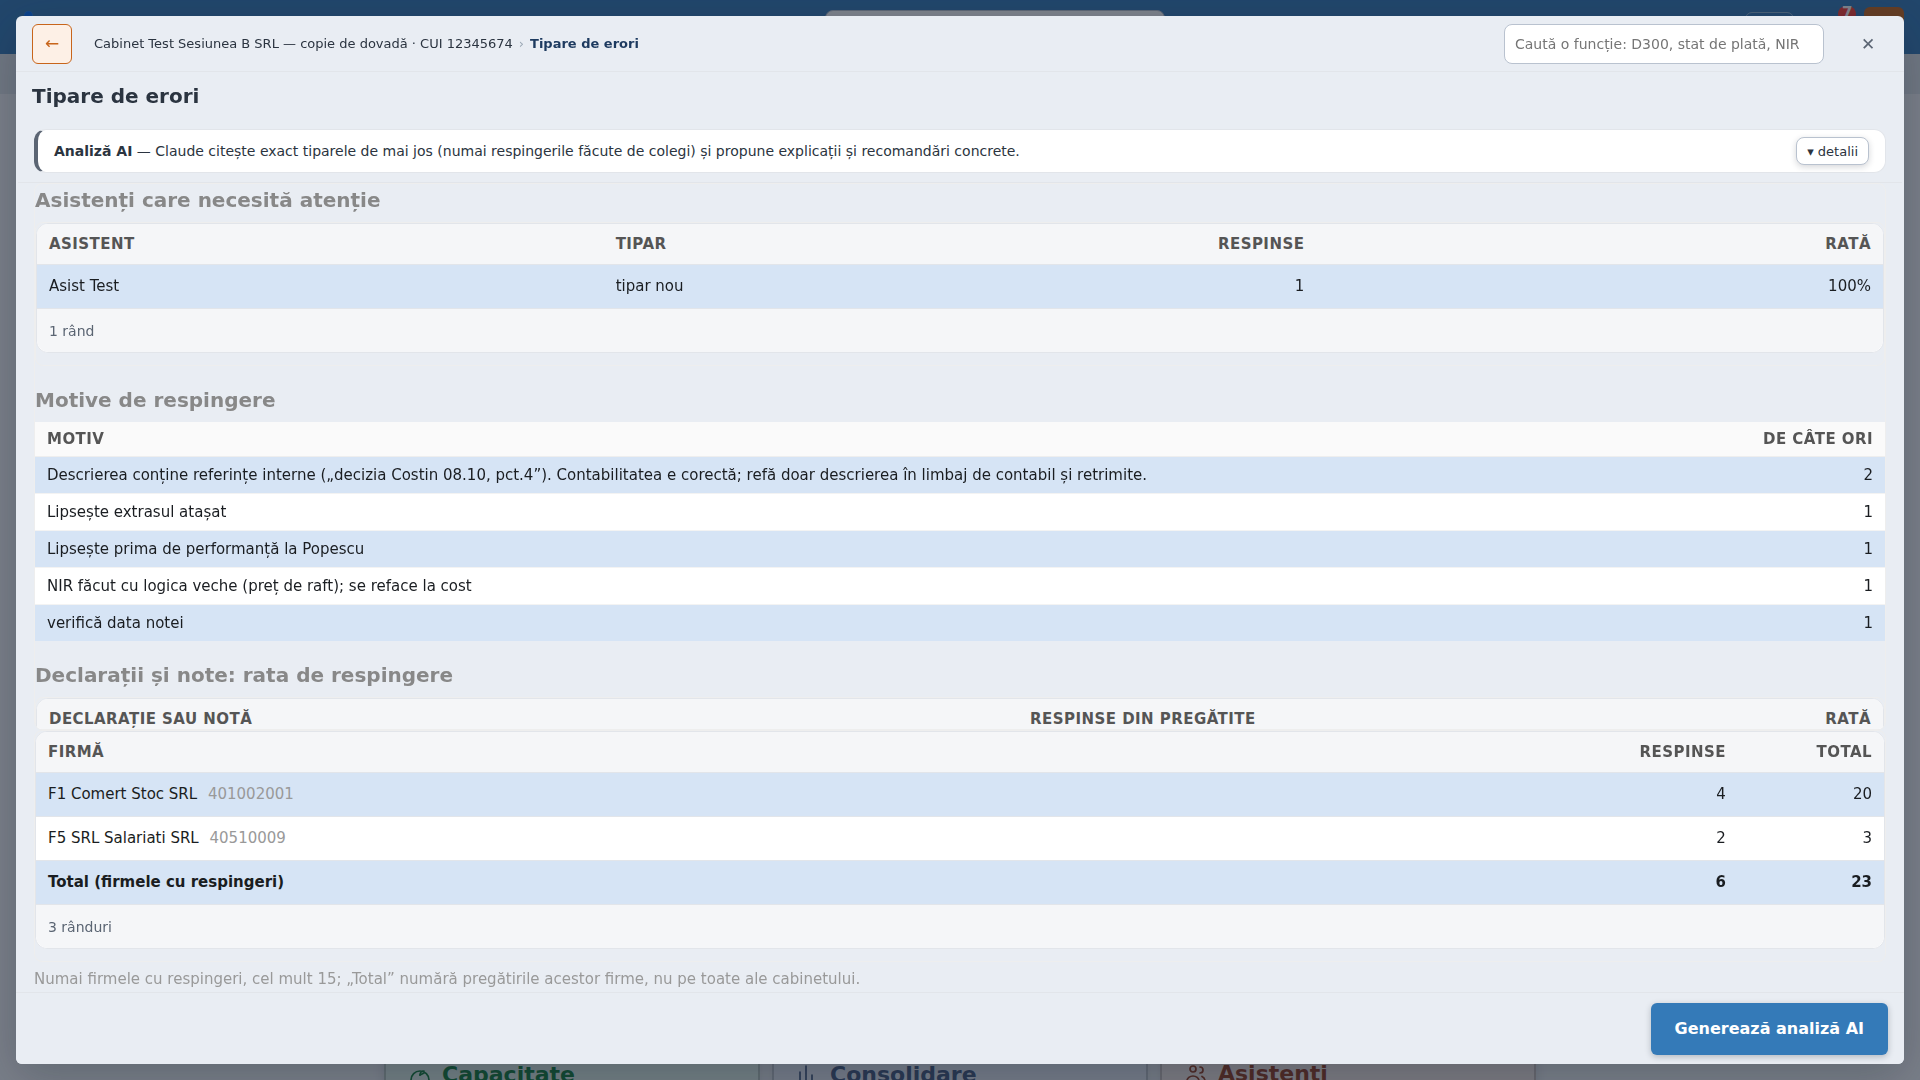 7
←
Cabinet Test Sesiunea B SRL — copie de dovadă · CUI 12345674 › Tipare de erori
Caută o funcție: D300, stat de plată, NIR
✕
Tipare de erori
Analiză AI — Claude citește exact tiparele de mai jos (numai respingerile făcute de colegi) și propune explicații și recomandări concrete.
▾ detalii
Asistenți care necesită atenție
ASISTENT TIPAR RESPINSE RATĂ
Asist Test tipar nou 1 100%
1 rând
Motive de respingere
MOTIV DE CÂTE ORI
Descrierea conține referințe interne („decizia Costin 08.10, pct.4”). Contabilitatea e corectă; refă doar descrierea în limbaj de contabil și retrimite. 2
Lipsește extrasul atașat 1
Lipsește prima de performanță la Popescu 1
NIR făcut cu logica veche (preț de raft); se reface la cost 1
verifică data notei 1
Declarații și note: rata de respingere
DECLARAȚIE SAU NOTĂ RESPINSE DIN PREGĂTITE RATĂ
FIRMĂ RESPINSE TOTAL
F1 Comert Stoc SRL 401002001 4 20
F5 SRL Salariati SRL 40510009 2 3
Total (firmele cu respingeri) 6 23
3 rânduri
Numai firmele cu respingeri, cel mult 15; „Total” numără pregătirile acestor firme, nu pe toate ale cabinetului.
Generează analiză AI
Capacitate Consolidare Asistenți